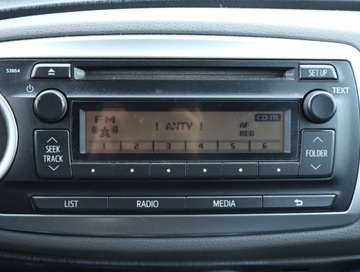 53864
SET UP
TEXT
FM
! ANTY !
AF
REG
CD IN
1 2 3 4 5 6
SEEK
TRACK
FOLDER
LIST
RADIO
MEDIA